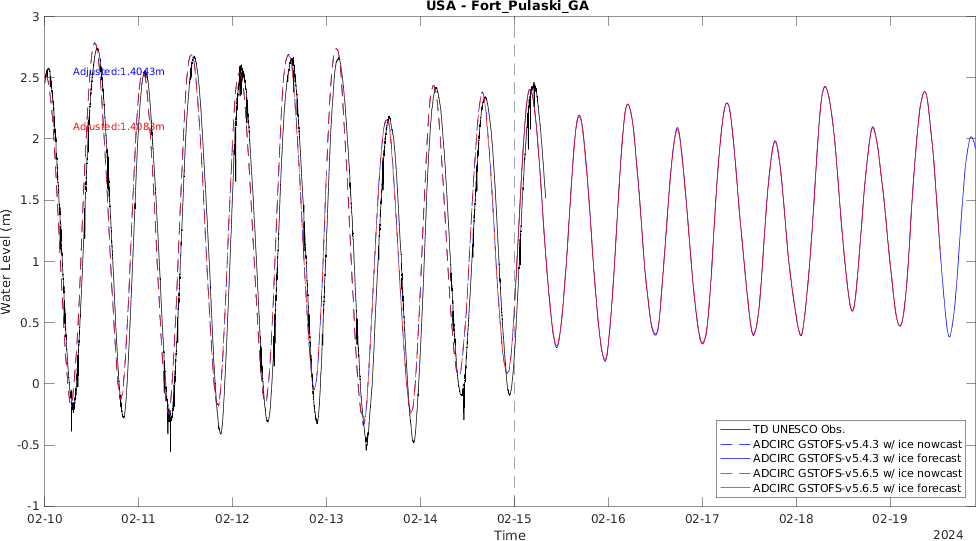 USA - Fort_Pulaski_GA
3
2.5
2
1.5
1
0.5
0
-0.5
-1
Water Level (m)
Adjusted:1.4043m
Adjusted:1.4083m
TD UNESCO Obs.
ADCIRC GSTOFS-v5.4.3 w/ ice nowcast
ADCIRC GSTOFS-v5.4.3 w/ ice forecast
ADCIRC GSTOFS-v5.6.5 w/ ice nowcast
ADCIRC GSTOFS-v5.6.5 w/ ice forecast
02-10 02-11 02-12 02-13 02-14 02-15 02-16 02-17 02-18 02-19
Time
2024